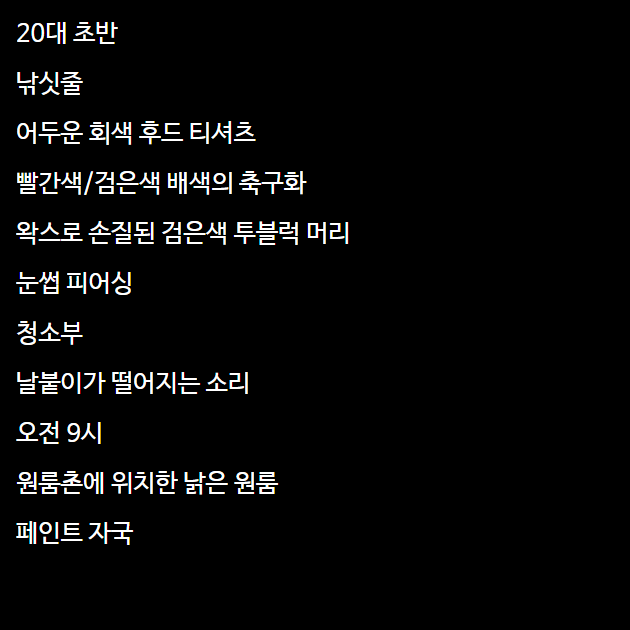 20대 초반
낚싯줄
어두운 회색 후드 티셔츠
빨간색/검은색 배색의 축구화
왁스로 손질된 검은색 투블럭 머리
눈썹 피어싱
청소부
날붙이가 떨어지는 소리
오전 9시
원룸촌에 위치한 낡은 원룸
페인트 자국